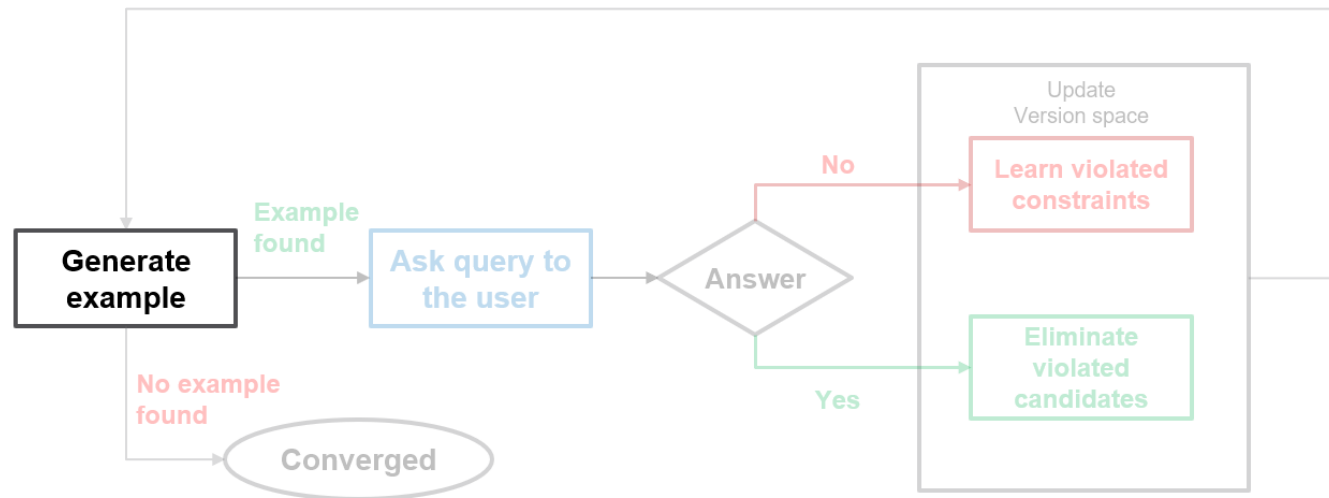 Update
Version space
No
Learn violated
constraints
Example
found
Generate
example
Ask query to
the user
Answer
Eliminate
violated
candidates
No example
found
Yes
Converged